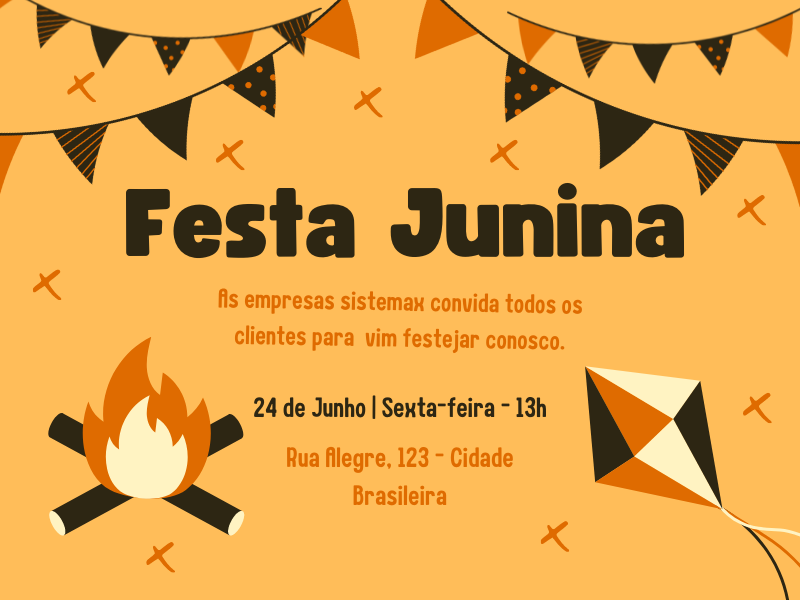 Festa Junina
As empresas sistemax convida todos os
clientes para vim festejar conosco.
24 de Junho | Sexta-feira - 13h
Rua Alegre, 123 - Cidade
Brasileira